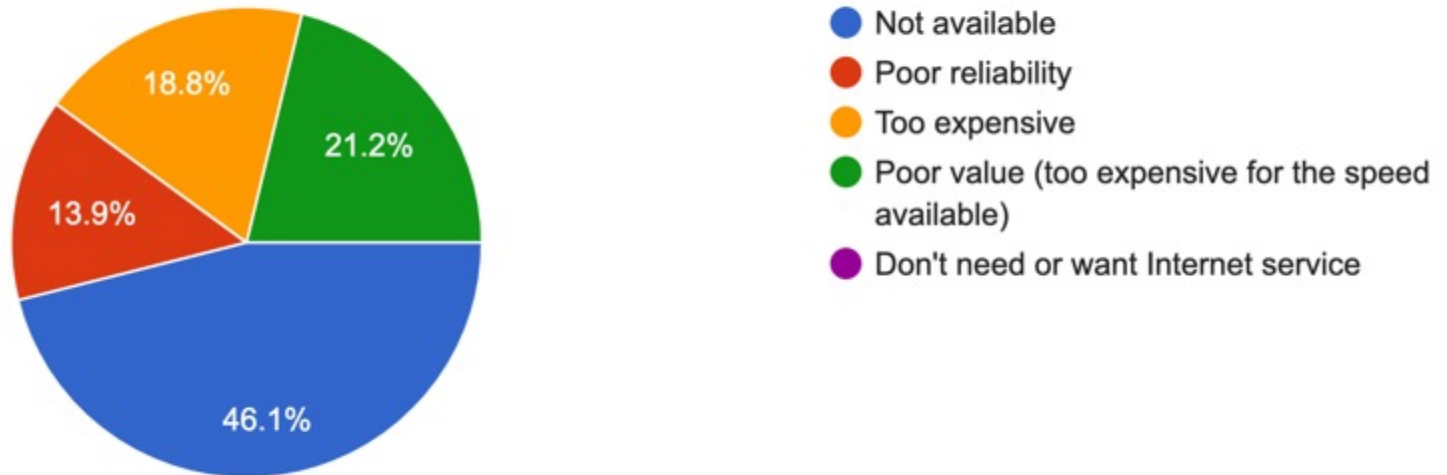 18.8%
21.2%
13.9%
46.1%
Not available
Poor reliability
Too expensive
Poor value (too expensive for the speed
available)
Don't need or want Internet service